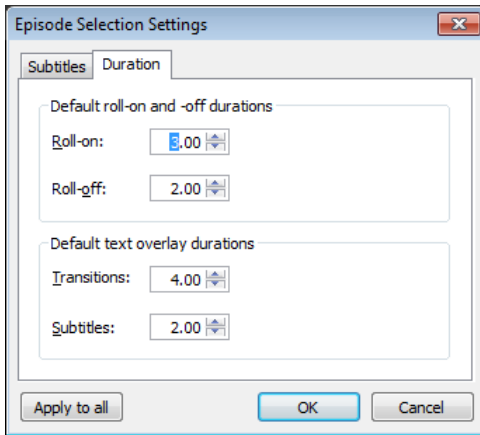 Episode Selection Settings
Subtitles Duration
Default roll-on and -off durations
Roll-on: 3.00
Roll-off: 2.00
Default text overlay durations
Transitions: 4.00
Subtitles: 2.00
Apply to all OK Cancel